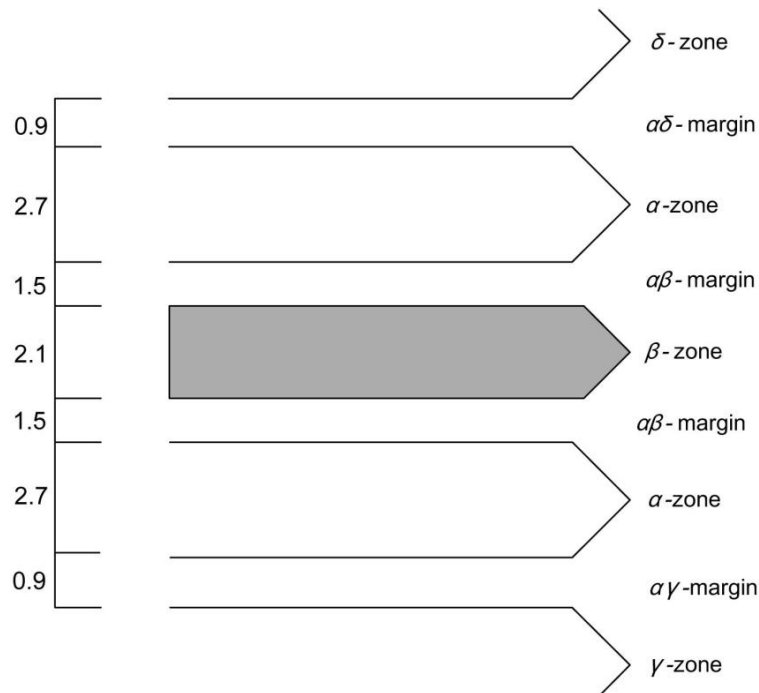 δ - zone
0.9 αδ - margin
2.7 α -zone
1.5 αβ - margin
2.1 β - zone
1.5 αβ - margin
2.7 α -zone
0.9 αγ -margin
γ -zone